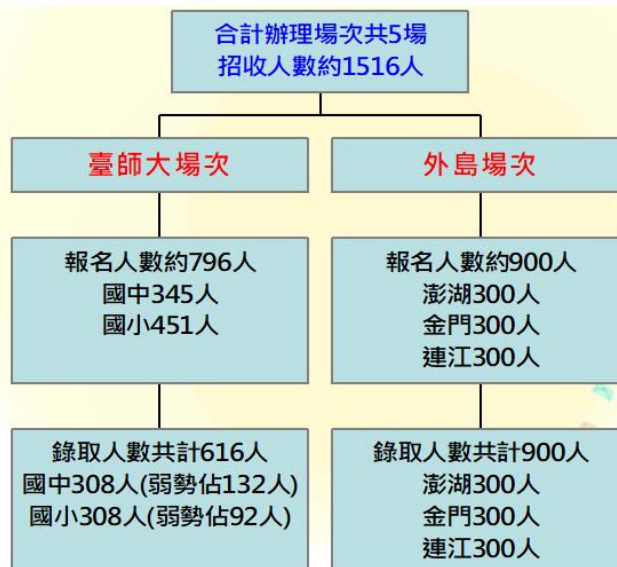 合計辦理場次共5場
招收人數約1516人
臺師大場次
外島場次
報名人數約796人
國中345人
國小451人
報名人數約900人
澎湖300人
金門300人
連江300人
錄取人數共計616人
國中308人(弱勢佔132人)
國小308人(弱勢佔92人)
錄取人數共計900人
澎湖300人
金門300人
連江300人